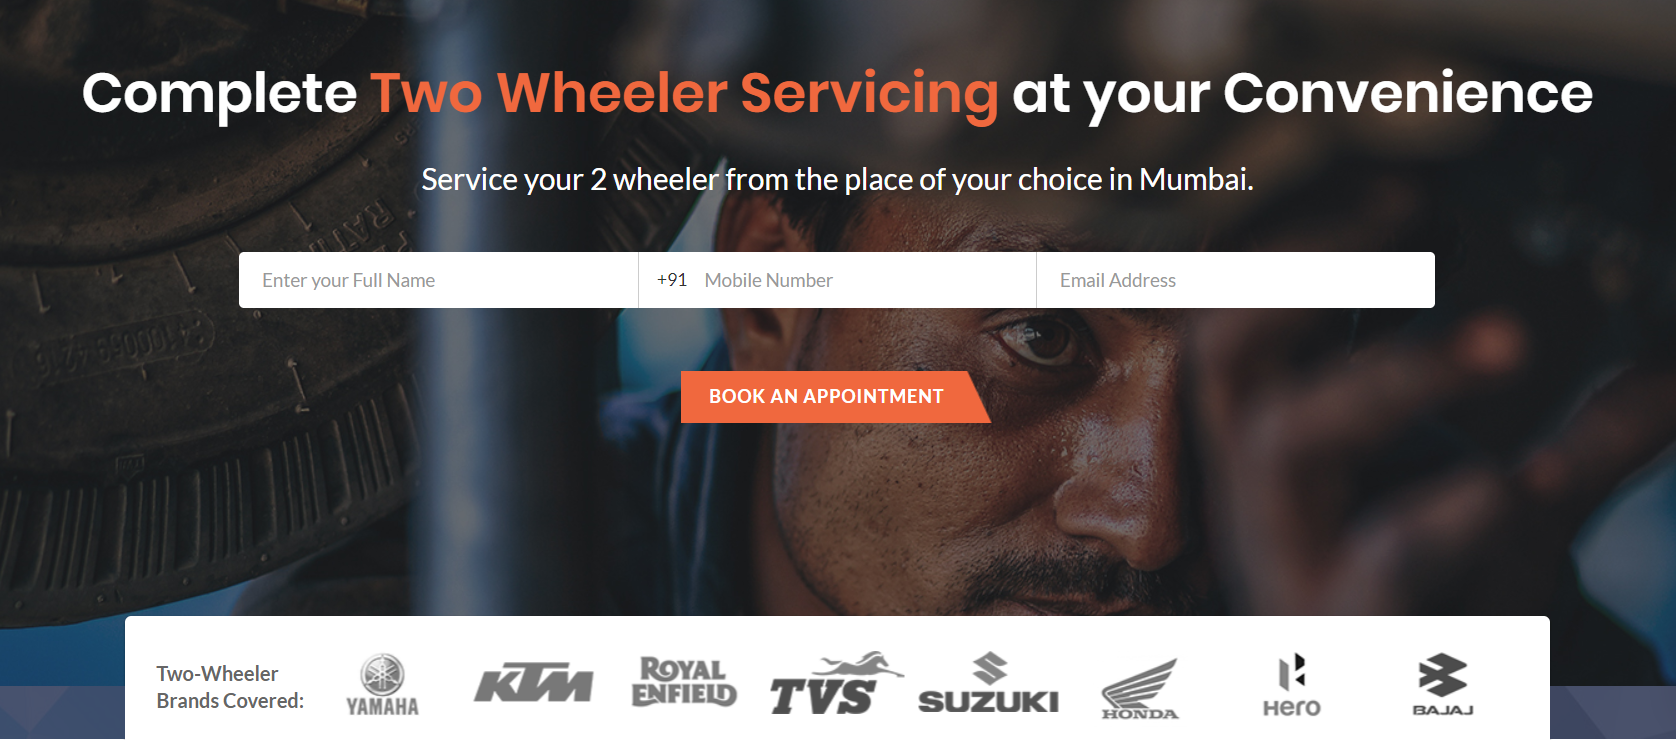 Complete Two Wheeler Servicing at your Convenience
Service your 2 wheeler from the place of your choice in Mumbai.
Enter your Full Name
+91 Mobile Number
Email Address
BOOK AN APPOINTMENT
Two-Wheeler
Brands Covered:
YAMAHA
KTM
ROYAL
ENFIELD
TVS
SUZUKI
HONDA
Hero
BAJAJ